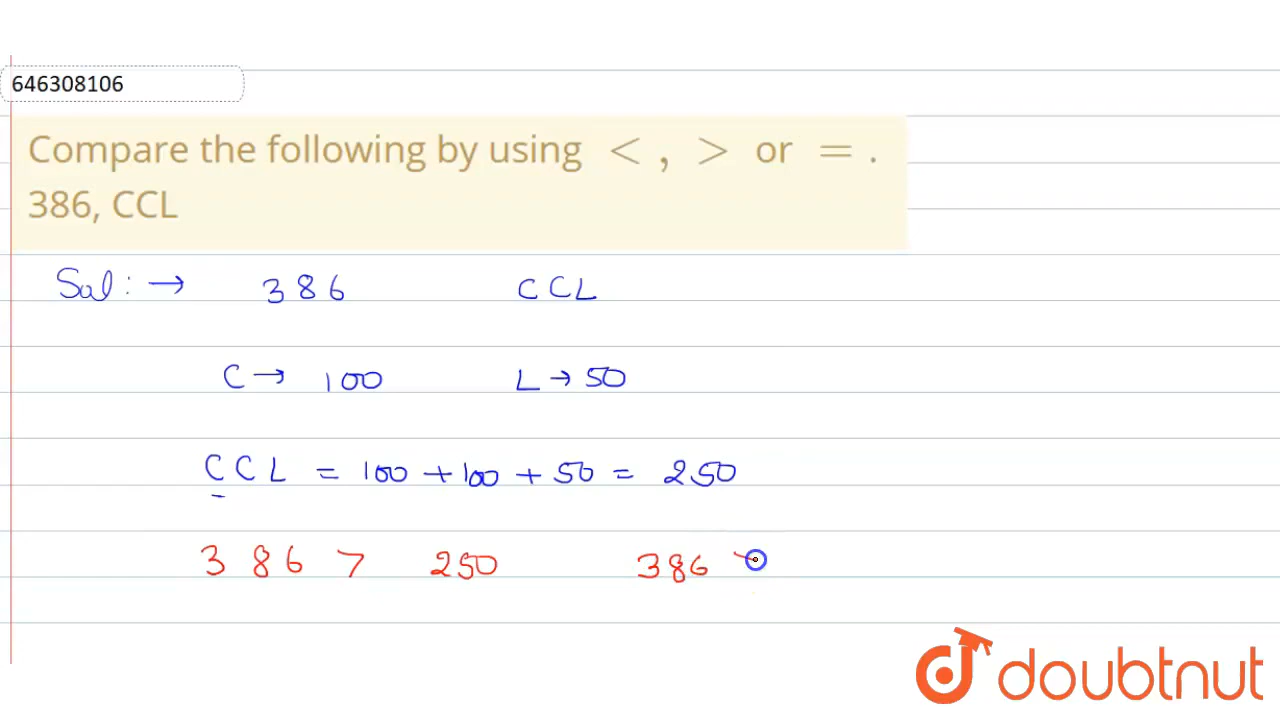 646308106
Compare the following by using <, > or =.
386, CCL
Sol: → 386 CCL
C → 100 L → 50
CCL = 100 + 100 + 50 = 250
386 > 250 386
doubtnut